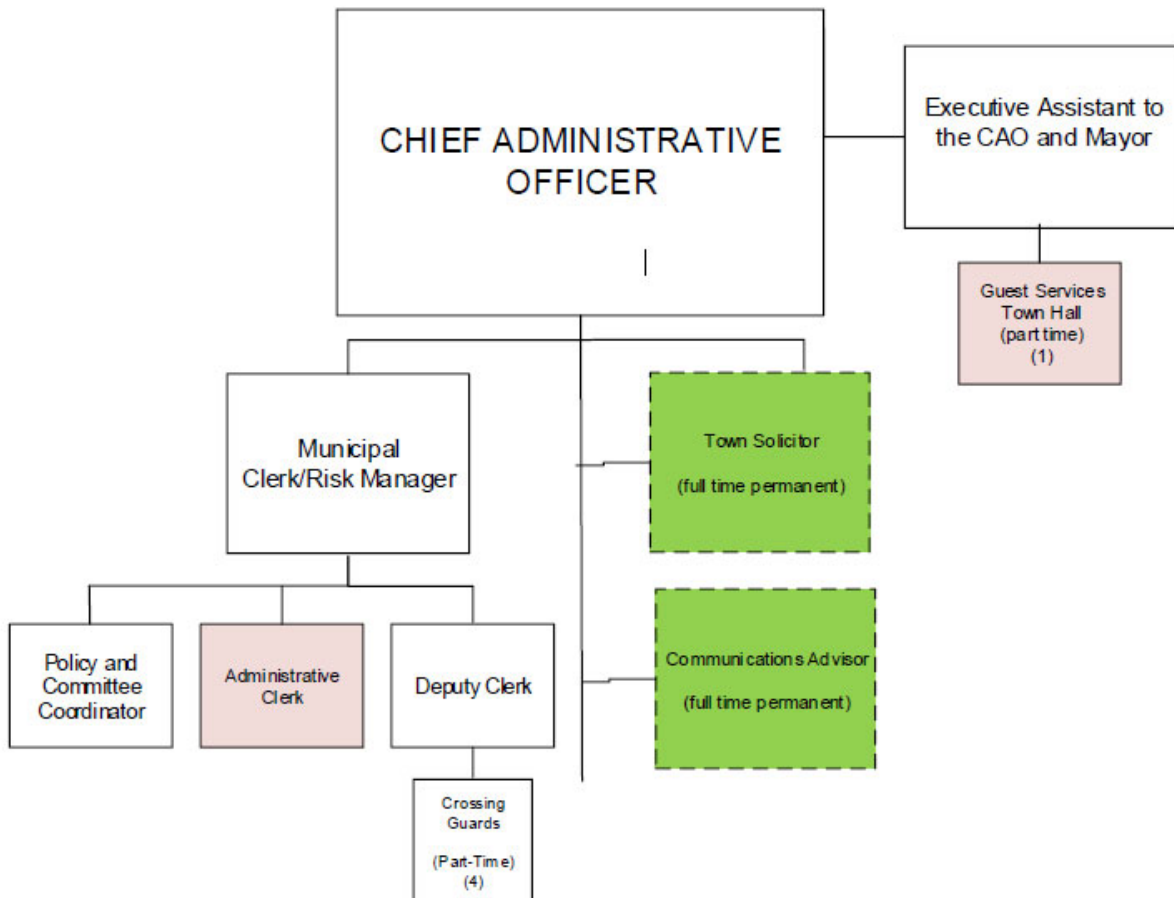 CHIEF ADMINISTRATIVE
OFFICER
Executive Assistant to
the CAO and Mayor
Guest Services
Town Hall
(part time)
(1)
Municipal
Clerk/Risk Manager
Town Solicitor
(full time permanent)
Policy and
Committee
Coordinator
Administrative
Clerk
Deputy Clerk
Communications Advisor
(full time permanent)
Crossing
Guards
(Part-Time)
(4)